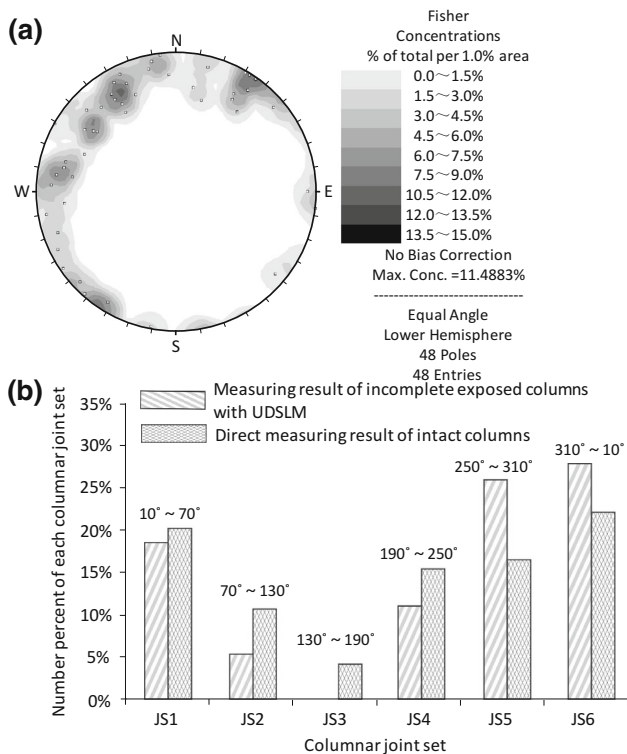 (a)
N
W
E
S
Fisher
Concentrations
% of total per 1.0% area
0.0～1.5%
1.5～3.0%
3.0～4.5%
4.5～6.0%
6.0～7.5%
7.5～9.0%
10.5～12.0%
12.0～13.5%
13.5～15.0%
No Bias Correction
Max. Conc. =11.4883%
------------------------------
Equal Angle
Lower Hemisphere
48 Poles
48 Entries
(b)
Measuring result of incomplete exposed columns
with UDSLM
Direct measuring result of intact columns
Number percent of each columnar joint set
35%
30%
25%
20%
15%
10%
5%
0%
10˚ ~ 70˚
70˚ ~ 130˚
130˚ ~ 190˚
190˚ ~ 250˚
250˚ ~ 310˚
310˚ ~ 10˚
JS1 JS2 JS3 JS4 JS5 JS6
Columnar joint set